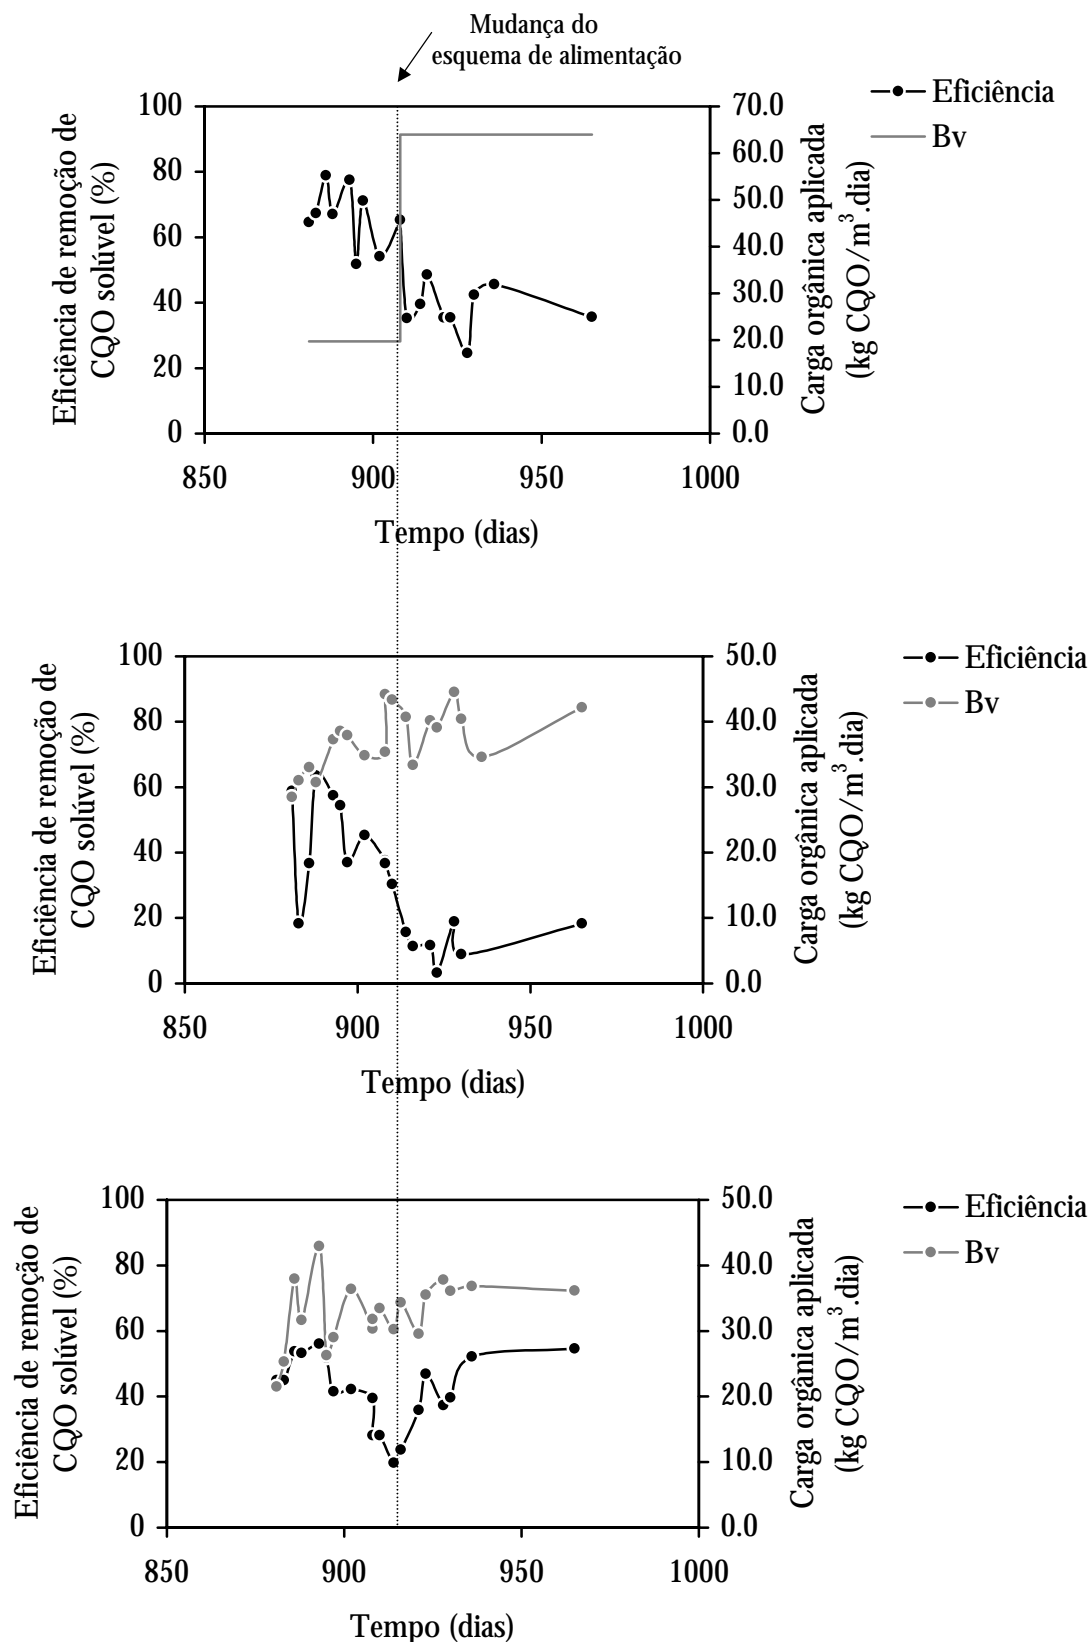 Mudança do
esquema de alimentação
Eficiência
Bv
Eficiência de remoção de
CQO solúvel (%)
100
80
60
40
20
0
70.0
60.0
50.0
40.0
30.0
20.0
10.0
0.0
Carga orgânica aplicada
(kg CQO/m³.dia)
850 900 950 1000
Tempo (dias)
Eficiência
Bv
Eficiência de remoção de
CQO solúvel (%)
100
80
60
40
20
0
50.0
40.0
30.0
20.0
10.0
0.0
Carga orgânica aplicada
(kg CQO/m³.dia)
850 900 950 1000
Tempo (dias)
Eficiência
Bv
Eficiência de remoção de
CQO solúvel (%)
100
80
60
40
20
0
50.0
40.0
30.0
20.0
10.0
0.0
Carga orgânica aplicada
(kg CQO/m³.dia)
850 900 950 1000
Tempo (dias)